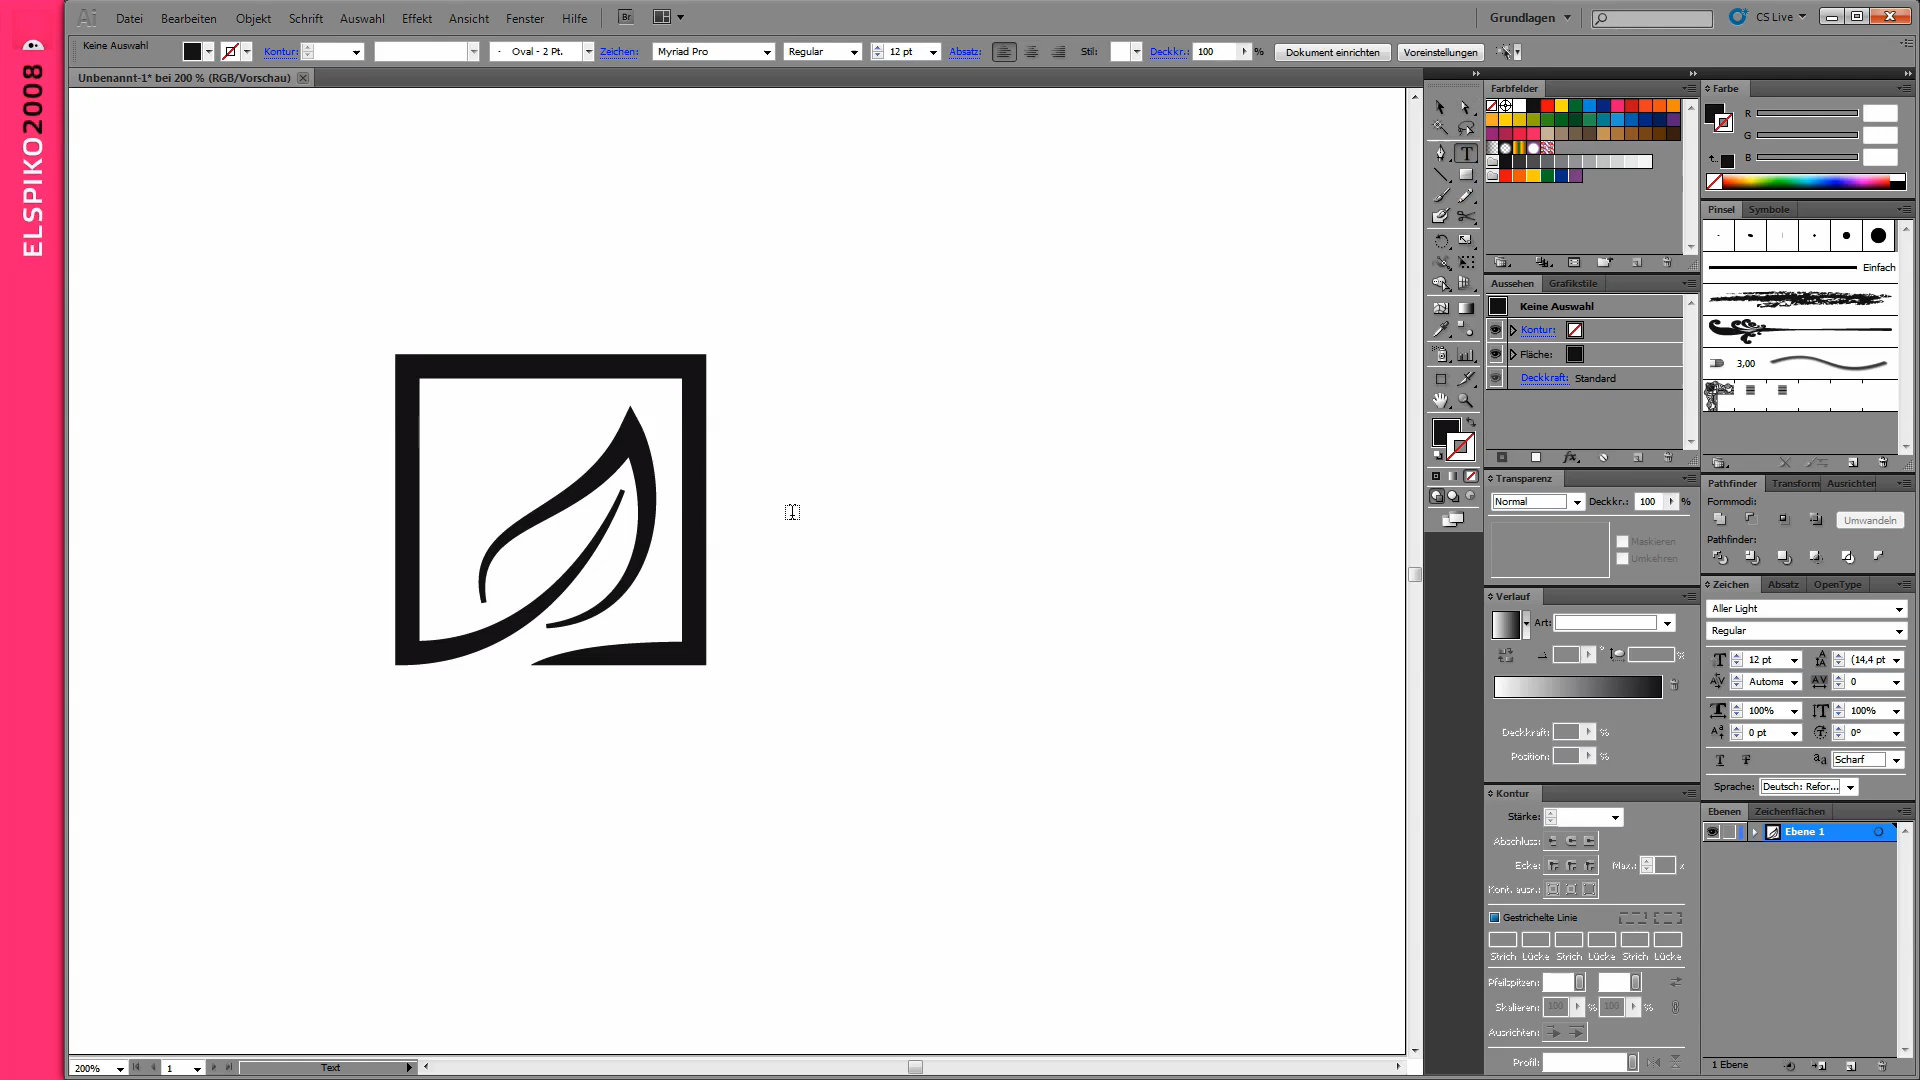 ELSPIKO2008
Ai
Datei Bearbeiten Objekt Schrift Auswahl Effekt Ansicht Fenster Hilfe Br Grundlagen CS Live
Keine Auswahl Kontur: Oval - 2 Pt. Zeichen: Myriad Pro Regular 12 pt Absatz: Stil: Deckkr.: 100 % Dokument einrichten Voreinstellungen
Unbenannt-1* bei 200 % (RGB/Vorschau)
Farbfelder
Farbe
R
G
B
Pinsel Symbole
Einfach
3,00
Aussehen Grafikstile
Keine Auswahl
Kontur:
Fläche:
Deckkraft: Standard
Transparenz
Normal Deckkr.: 100 %
Maskieren
Umkehren
Pathfinder Transform Ausrichten
Formmodi:
Umwandeln
Pathfinder:
Zeichen Absatz OpenType
Aller Light
Regular
12 pt (14,4 pt
Automa 0
100% 100%
0 pt 0°
Scharf
Sprache: Deutsch: Refor...
Verlauf
Art:
° %
Deckkraft: %
Position: %
Kontur
Stärke:
Abschluss:
Ecke: Max.: x
Kont. ausr.:
Gestrichelte Linie
Strich Lücke Strich Lücke Strich Lücke
Pfeilspitzen:
Skalieren: 100 % 100 %
Ausrichten:
Profil:
Ebenen Zeichenflächen
Ebene 1
1 Ebene
200% 1 Text